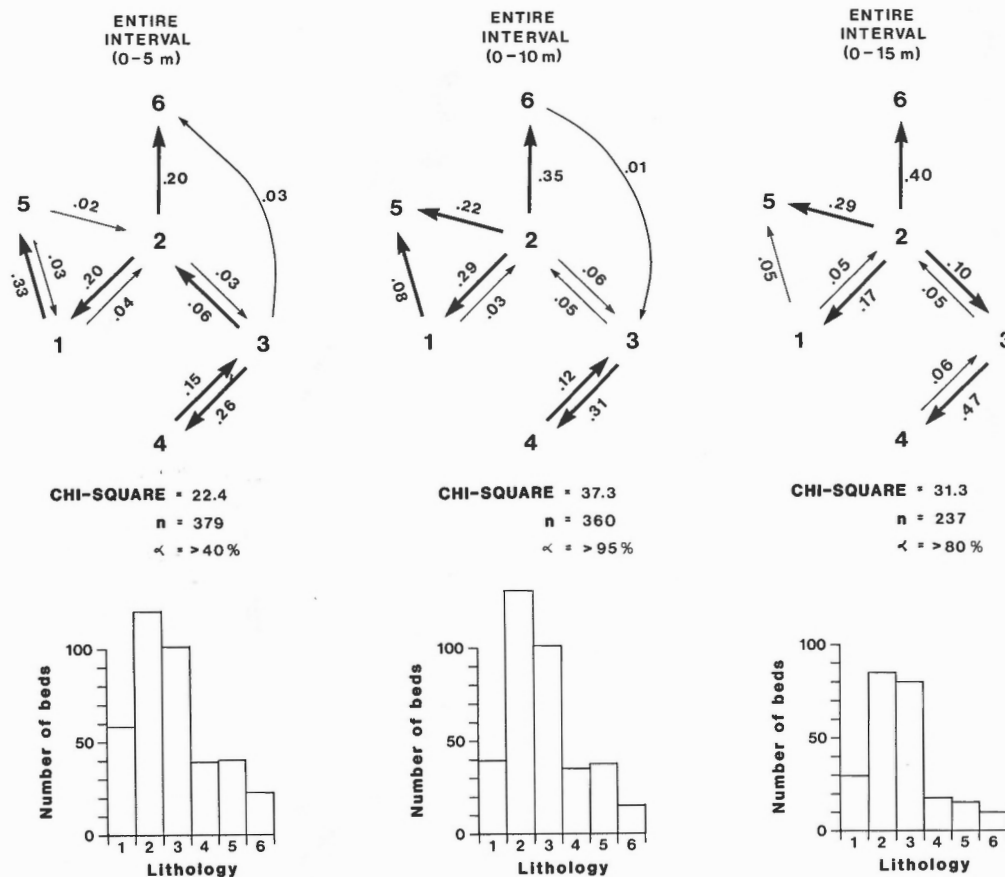 ENTIRE
INTERVAL
(0-5 m)
6
.20
.03
5
.02
2
.33
.03
.20
.04
.03
.06
1
3
.15
.26
4
CHI-SQUARE = 22.4
n = 379
∝ = >40%
100
50
0
Number of beds
1 2 3 4 5 6
Lithology
ENTIRE
INTERVAL
(0-10 m)
6
.35
.01
5
.22
2
.08
.29
.03
.06
.05
1
3
.12
.31
4
CHI-SQUARE = 37.3
n = 360
∝ = >95%
100
50
0
Number of beds
1 2 3 4 5 6
Lithology
ENTIRE
INTERVAL
(0-15 m)
6
.40
5
.29
2
.05
.05
.17
.10
.05
1
3
.06
.47
4
CHI-SQUARE = 31.3
n = 237
∝ = >80%
100
50
0
Number of beds
1 2 3 4 5 6
Lithology